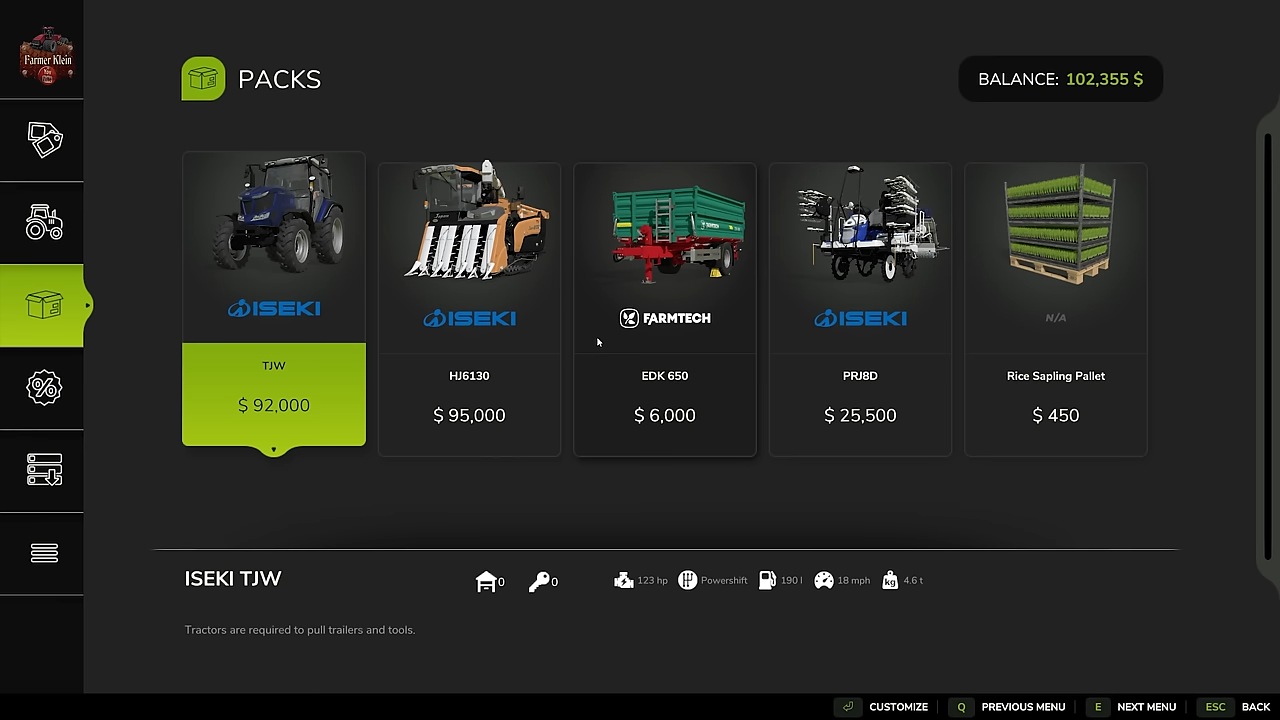 Farmer Klein
PACKS
BALANCE: 102,355 $
ISEKI
ISEKI
FARMTECH
ISEKI
N/A
TJW
HJ6130
EDK 650
PRJ8D
Rice Sapling Pallet
$ 92,000
$ 95,000
$ 6,000
$ 25,500
$ 450
ISEKI TJW
0
0
123 hp
Powershift
190 l
18 mph
kg
4.6 t
Tractors are required to pull trailers and tools.
CUSTOMIZE
Q
PREVIOUS MENU
E
NEXT MENU
ESC
BACK